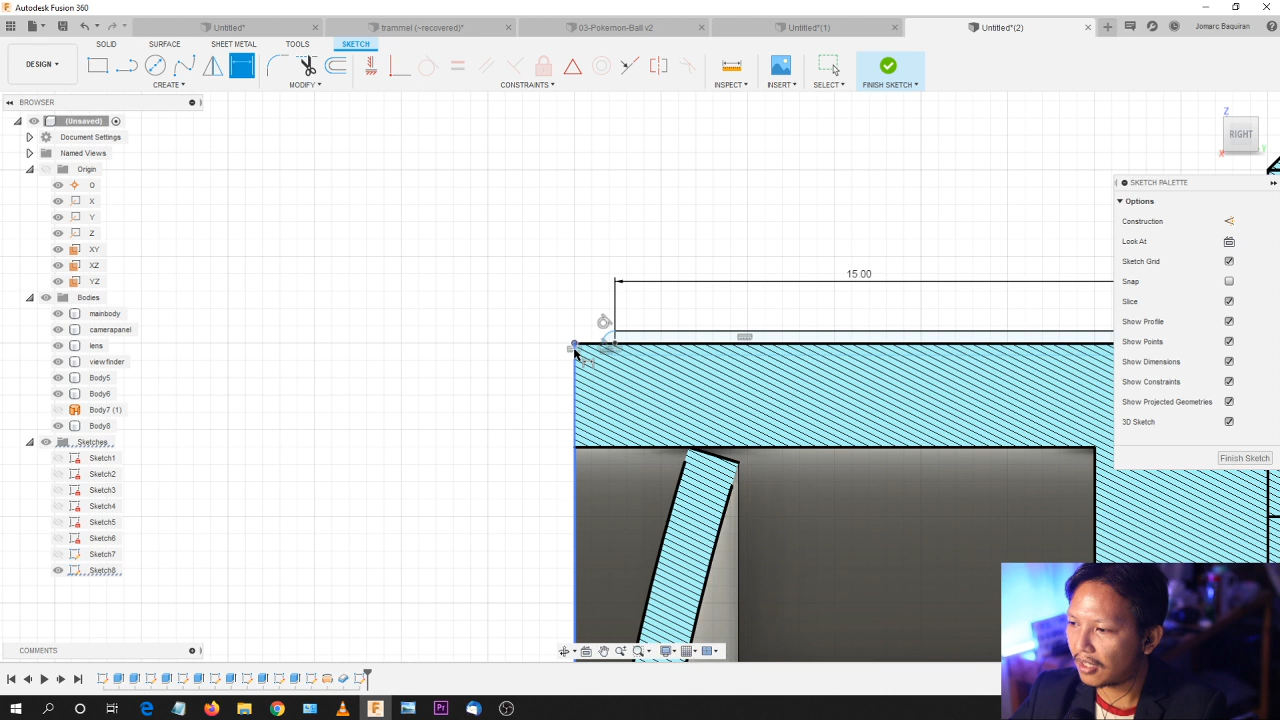 Autodesk Fusion 360
Untitled*
trammel (~recovered)*
03-Pokemon-Ball v2
Untitled*(1)
Untitled*(2)
Jomarc Baquiran
SOLID
SURFACE
SHEET METAL
TOOLS
SKETCH
DESIGN
CREATE
MODIFY
CONSTRAINTS
INSPECT
INSERT
SELECT
FINISH SKETCH
BROWSER
(Unsaved)
Document Settings
Named Views
Origin
O
X
Y
Z
XY
XZ
YZ
Bodies
mainbody
camerapanel
lens
viewfinder
Body5
Body6
Body7 (1)
Body8
Sketches
Sketch1
Sketch2
Sketch3
Sketch4
Sketch5
Sketch6
Sketch7
Sketch8
15.00
Z
RIGHT
X
Y
SKETCH PALETTE
Options
Construction
Look At
Sketch Grid
Snap
Slice
Show Profile
Show Points
Show Dimensions
Show Constraints
Show Projected Geometries
3D Sketch
Finish Sketch
COMMENTS